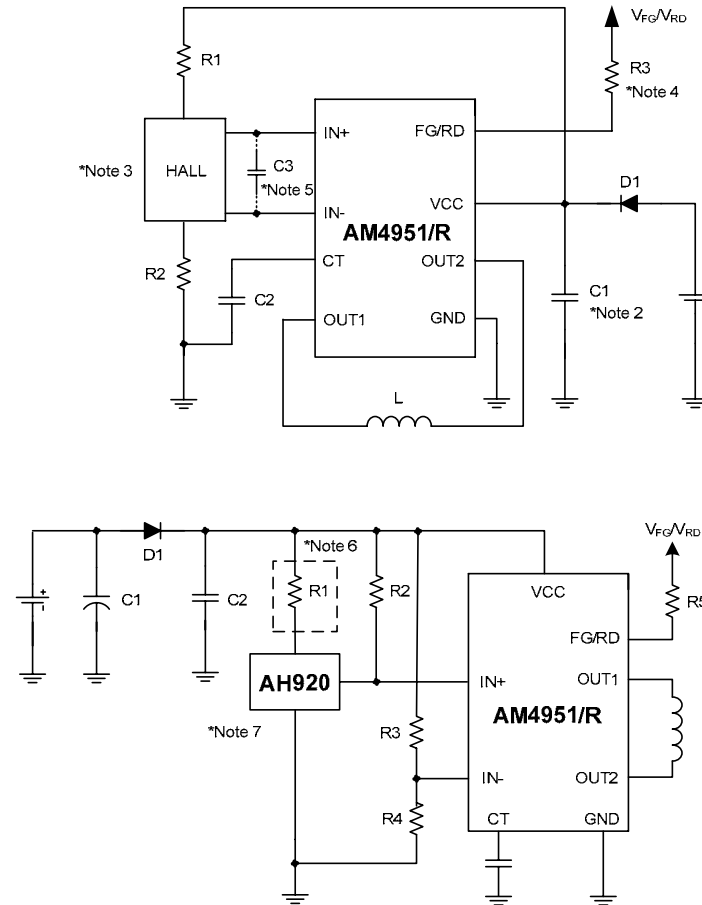 VFG/VRD
R1
R3
*Note 4
IN+
FG/RD
*Note 3
HALL
C3
*Note 5
D1
IN-
VCC
AM4951/R
R2
CT
OUT2
C2
C1
*Note 2
OUT1
GND
L
VFG/VRD
D1
*Note 6
VCC
C1
C2
R1
R2
R5
FG/RD
AH920
IN+
OUT1
*Note 7
R3
AM4951/R
IN-
OUT2
R4
CT
GND